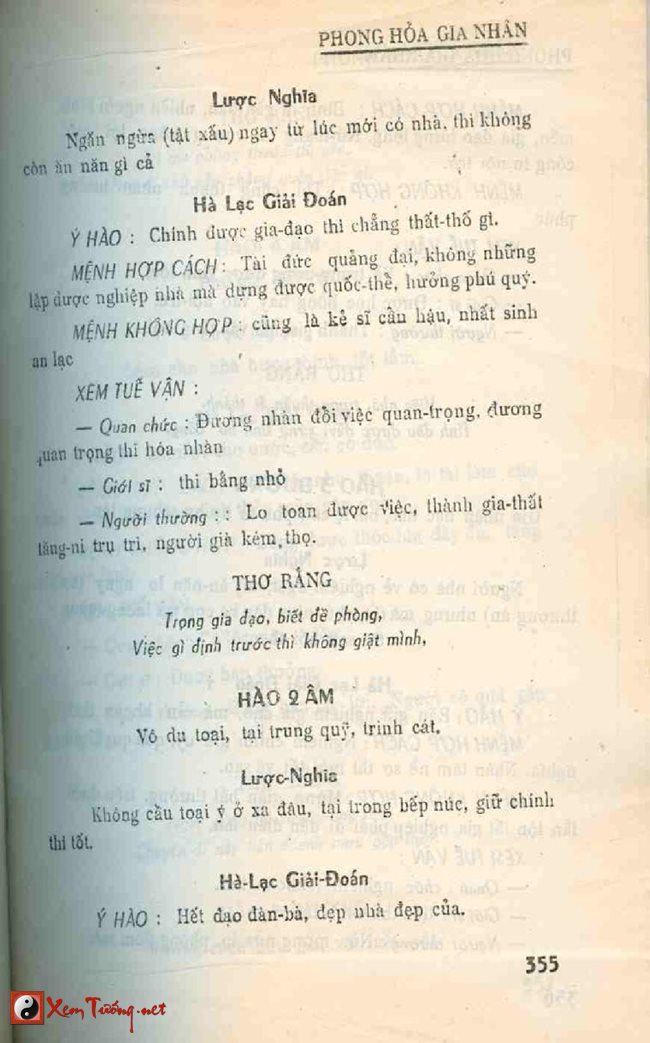 PHONG HỎA GIA NHÂN
Lược Nghĩa
Ngăn ngừa (tật xấu) ngay từ lúc mới có nhà, thì không
còn ăn năn gì cả
Hà Lạc Giải Đoán
Ý HÀO : Chính được gia-đạo thì chẳng thất-thố gì.
MỆNH HỢP CÁCH : Tài đức quảng đại, không những
lập được nghiệp nhà mà dựng được quốc-thề, hưởng phú quý.
MỆNH KHÔNG HỢP : cũng là kẻ sĩ cầu hậu, nhất sinh
an lạc
XEM TUẾ VẬN :
— Quan chức : Đương nhàn đổi việc quan-trọng, đương
quan trọng thì hóa nhàn
— Giới sĩ : thi bảng nhỏ
— Người thường : : Lo toan được việc, thành gia-thất
tăng-ni trụ trì, người già kém thọ.
THƠ RẰNG
Trọng gia đạo, biết đề phòng,
Việc gì định trước thì không giật mình,
HÀO 2 ÂM
Vô du toại, tại trung quỹ, trinh cát.
Lược-Nghĩa
Không cầu toại ý ở xa đâu, tại trong bếp núc, giữ chính
thì tốt.
Hà-Lạc Giải-Đoán
Ý HÀO : Hết đạo đàn-bà, đẹp nhà đẹp cửa.
355
XemTướng.net